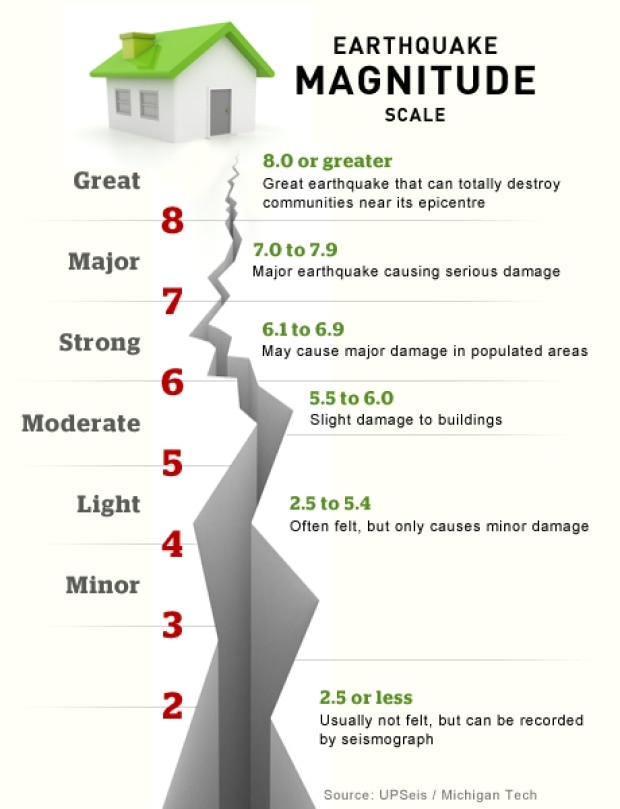 EARTHQUAKE
MAGNITUDE
SCALE
Great
8.0 or greater
Great earthquake that can totally destroy
communities near its epicentre
8
Major
7.0 to 7.9
Major earthquake causing serious damage
7
Strong
6.1 to 6.9
May cause major damage in populated areas
6
Moderate
5.5 to 6.0
Slight damage to buildings
5
Light
2.5 to 5.4
Often felt, but only causes minor damage
4
Minor
3
2
2.5 or less
Usually not felt, but can be recorded
by seismograph
Source: UPSeis / Michigan Tech